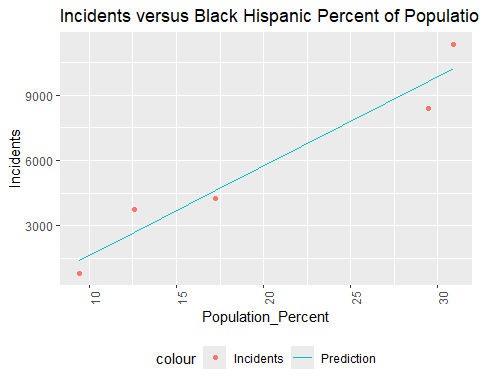 Incidents versus Black Hispanic Percent of Populatio
9000
6000
3000
Incidents
10 15 20 25 30
Population_Percent
colour Incidents Prediction